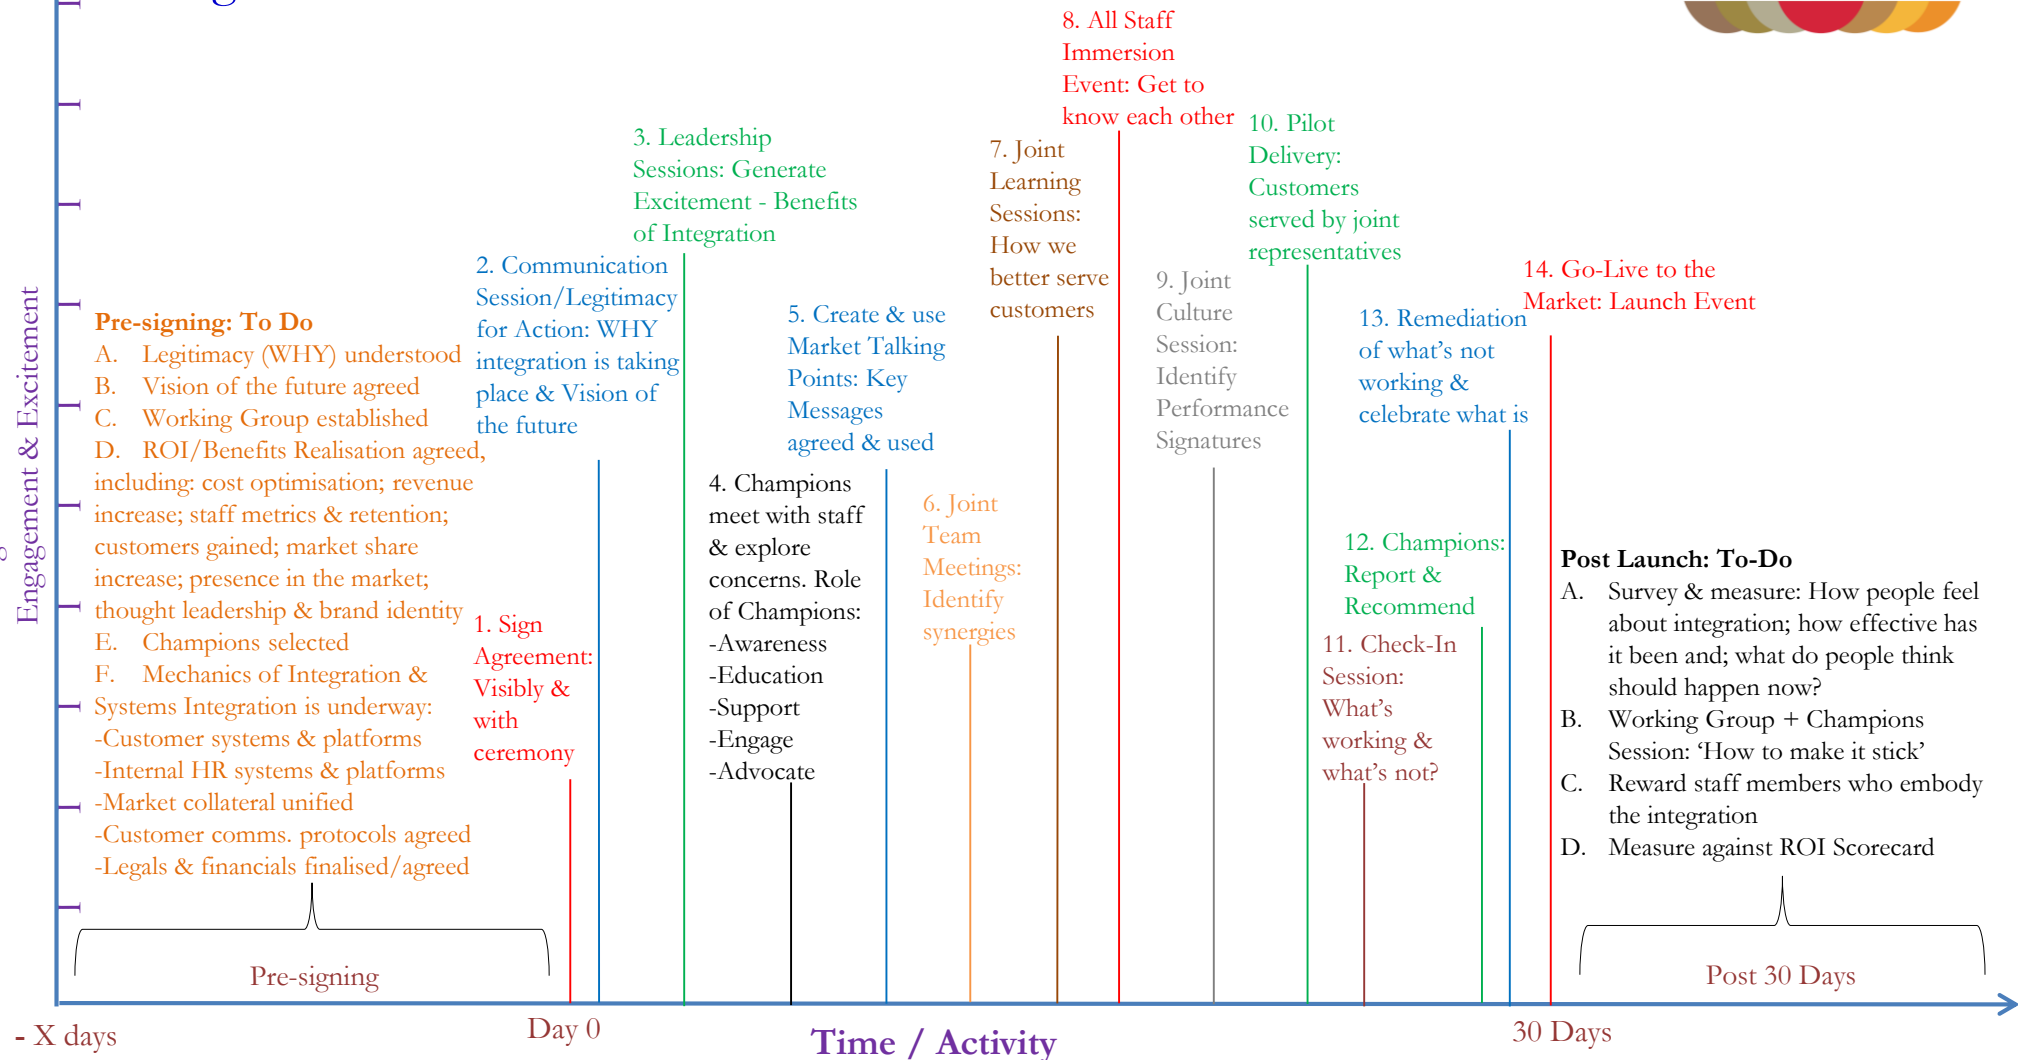 8. All Staff
Immersion
Event: Get to
know each other
3. Leadership
Sessions: Generate
Excitement - Benefits
of Integration
7. Joint
Learning
Sessions:
How we
better serve
customers
10. Pilot
Delivery:
Customers
served by joint
representatives
2. Communication
Session/Legitimacy
for Action: WHY
integration is taking
place & Vision of
the future
9. Joint
Culture
Session:
Identify
Performance
Signatures
14. Go-Live to the
Market: Launch Event
5. Create & use
Market Talking
Points: Key
Messages
agreed & used
13. Remediation
of what's not
working &
celebrate what is
Engagement & Excitement
Pre-signing: To Do
A. Legitimacy (WHY) understood
B. Vision of the future agreed
C. Working Group established
D. ROI/Benefits Realisation agreed,
including: cost optimisation; revenue
increase; staff metrics & retention;
customers gained; market share
increase; presence in the market;
thought leadership & brand identity
E. Champions selected
F. Mechanics of Integration &
Systems Integration is underway:
-Customer systems & platforms
-Internal HR systems & platforms
-Market collateral unified
-Customer comms. protocols agreed
-Legals & financials finalised/agreed
1. Sign
Agreement:
Visibly &
with
ceremony
4. Champions
meet with staff
& explore
concerns. Role
of Champions:
-Awareness
-Education
-Support
-Engage
-Advocate
6. Joint
Team
Meetings:
Identify
synergies
12. Champions:
Report &
Recommend
11. Check-In
Session:
What's
working &
what's not?
Post Launch: To-Do
A. Survey & measure: How people feel
about integration; how effective has
it been and; what do people think
should happen now?
B. Working Group + Champions
Session: ‘How to make it stick’
C. Reward staff members who embody
the integration
D. Measure against ROI Scorecard
Pre-signing
Post 30 Days
- X days
Day 0
Time / Activity
30 Days